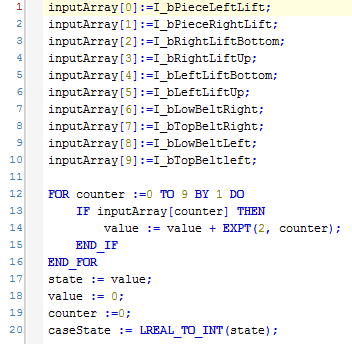 1 inputArray[0]:=I_bPieceLeftLift;
2 inputArray[1]:=I_bPieceRightLift;
3 inputArray[2]:=I_bRightLiftBottom;
4 inputArray[3]:=I_bRightLiftUp;
5 inputArray[4]:=I_bLeftLiftBottom;
6 inputArray[5]:=I_bLeftLiftUp;
7 inputArray[6]:=I_bLowBeltRight;
8 inputArray[7]:=I_bTopBeltRight;
9 inputArray[8]:=I_bLowBeltLeft;
10 inputArray[9]:=I_bTopBeltleft;
11
12 FOR counter :=0 TO 9 BY 1 DO
13     IF inputArray[counter] THEN
14         value := value + EXPT(2, counter);
15     END_IF
16 END_FOR
17 state := value;
18 value := 0;
19 counter :=0;
20 caseState := LREAL_TO_INT(state);